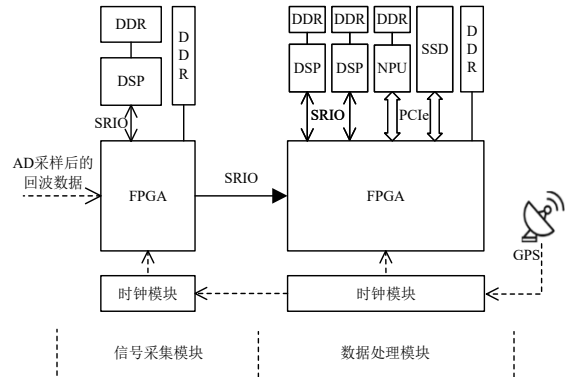 DDR
DDR
DSP
SRIO
DDR
DDR
DDR
SSD
DDR
DSP
DSP
NPU
SRIO
PCIe
AD采样后的
回波数据
FPGA
SRIO
FPGA
GPS
时钟模块
时钟模块
信号采集模块
数据处理模块